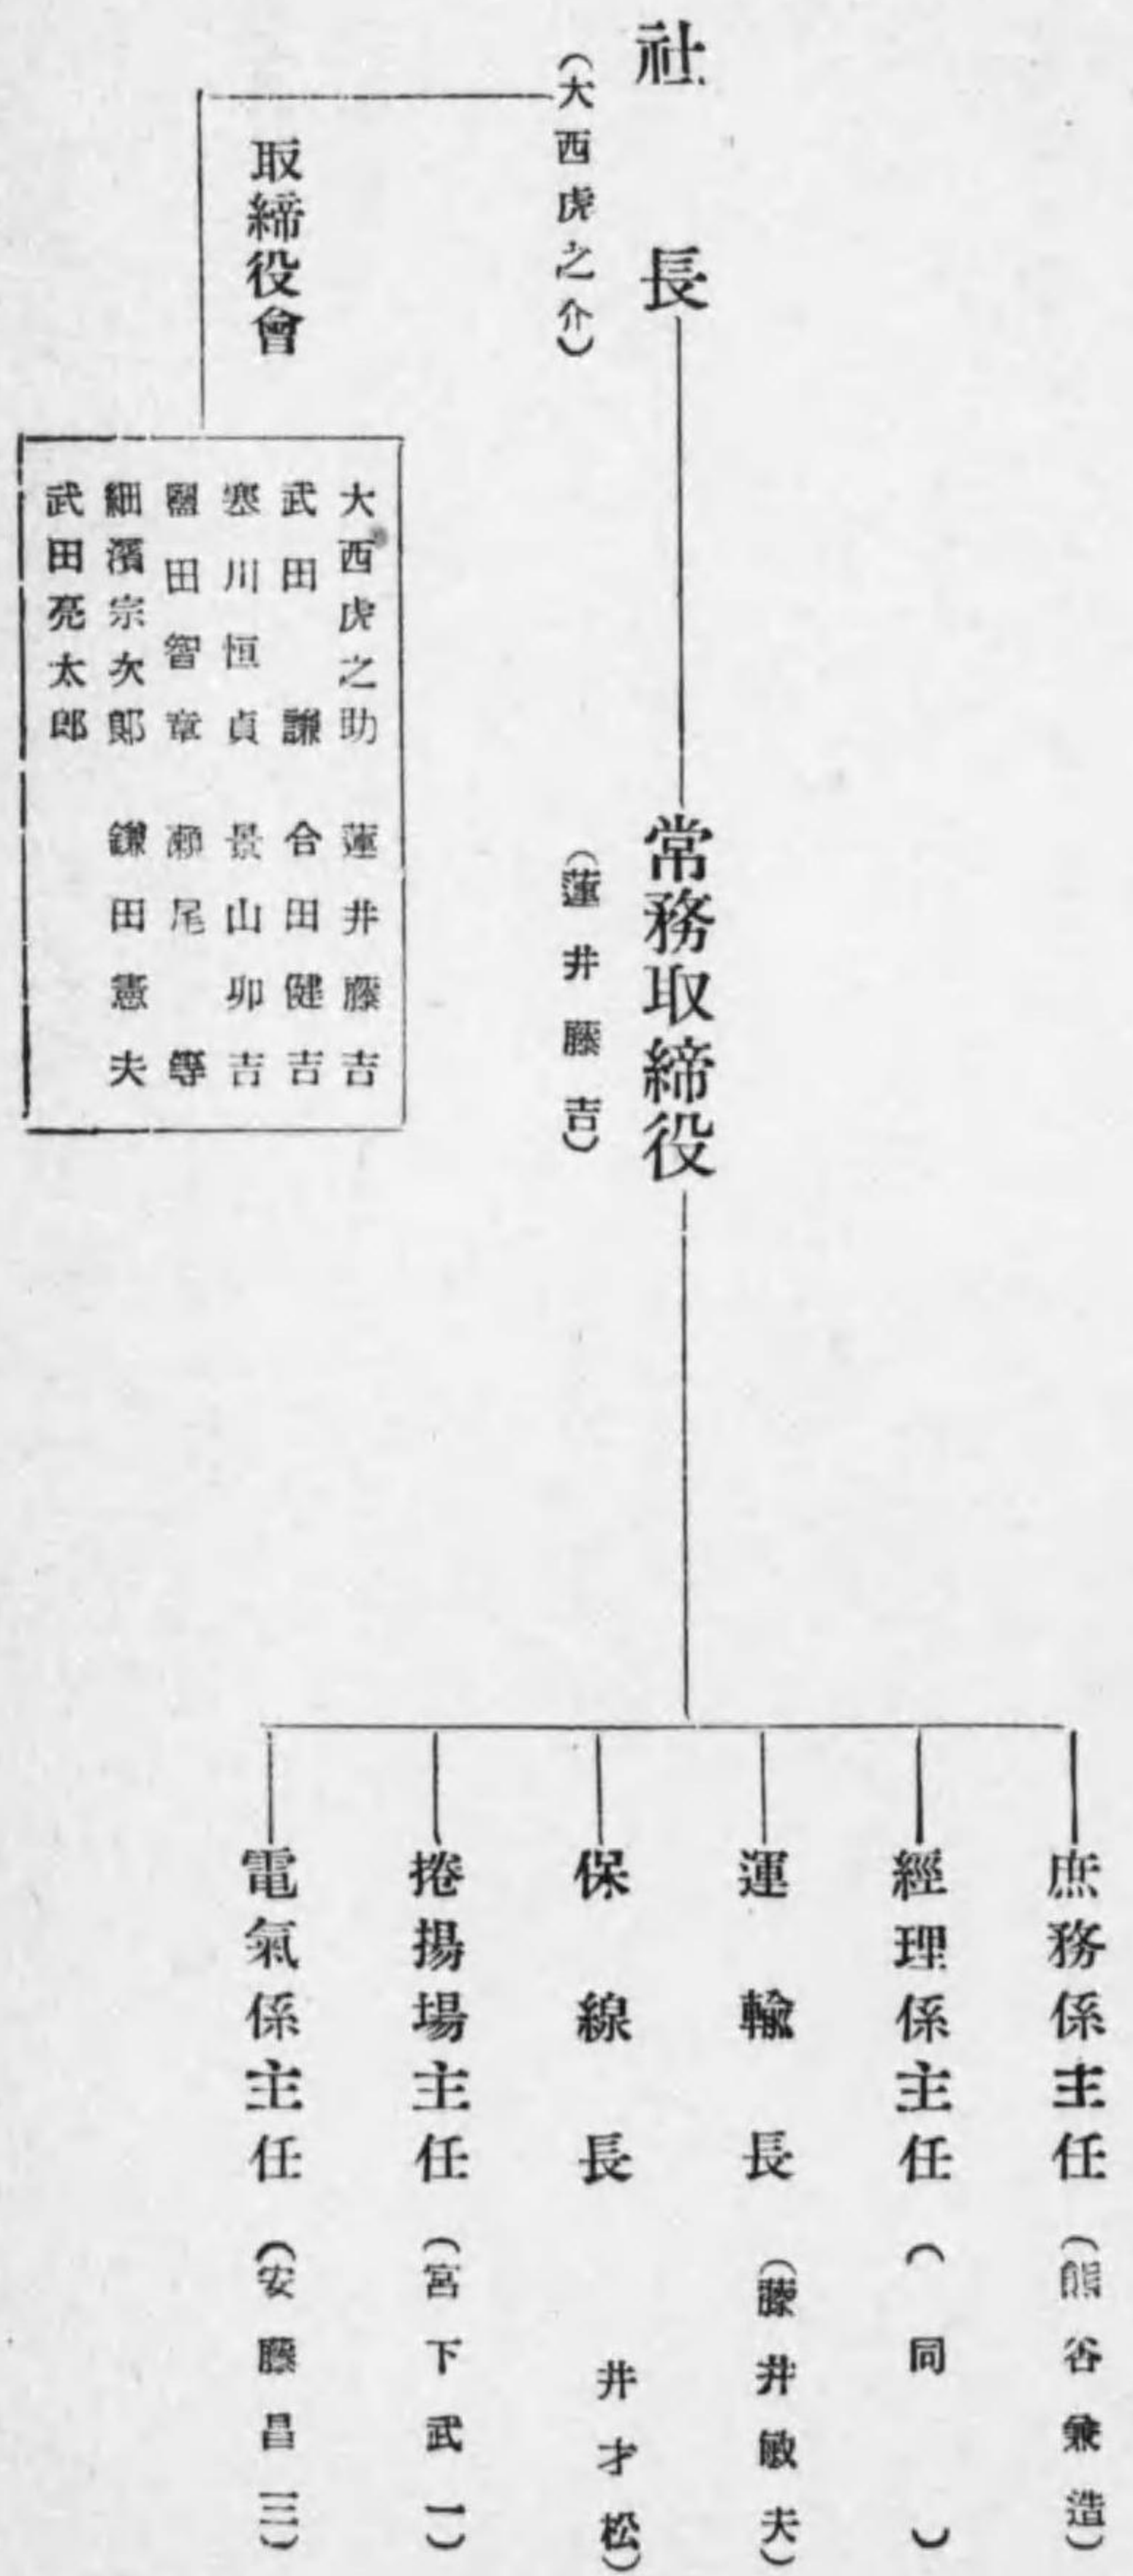 社長
(大西虎之介)
取締役會
大西虎之助 蓮井藤吉
武田謙 合田健吉
寒川恒貞 景山卯吉
鹽田智章 瀬尾等
細濱宗次郎 鎌田憲夫
武田亮太郎
常務取締役
(蓮井藤吉)
庶務係主任(熊谷兼造)
經理係主任(同)
運輸長(藤井敏夫)
保線長 井才松)
捲揚場主任(宮下武一)
電氣係主任(安藤昌三)